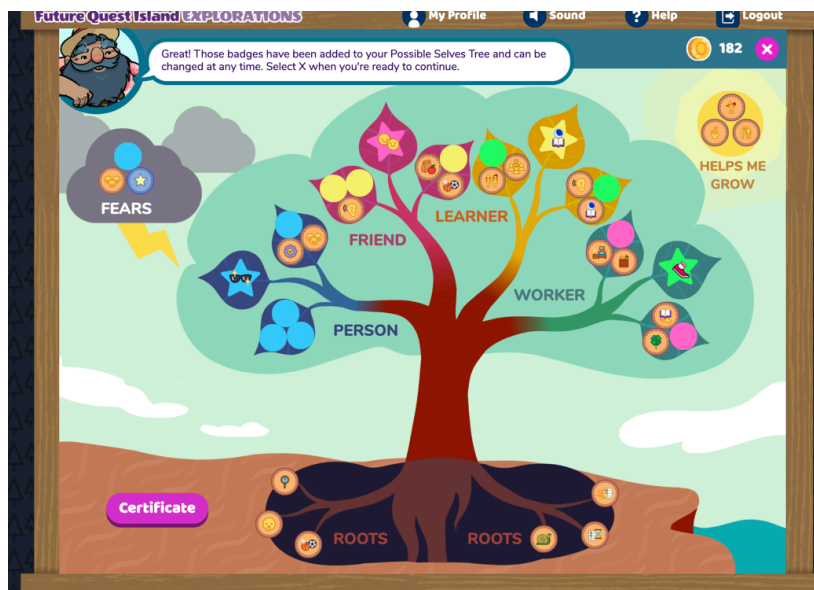 Future Quest Island EXPLORATIONS
My Profile
Sound
? Help
Logout
Great! Those badges have been added to your Possible Selves Tree and can be
changed at any time. Select X when you're ready to continue.
182
X
HELPS ME
GROW
FEARS
FRIEND
LEARNER
WORKER
PERSON
Certificate
ROOTS
ROOTS